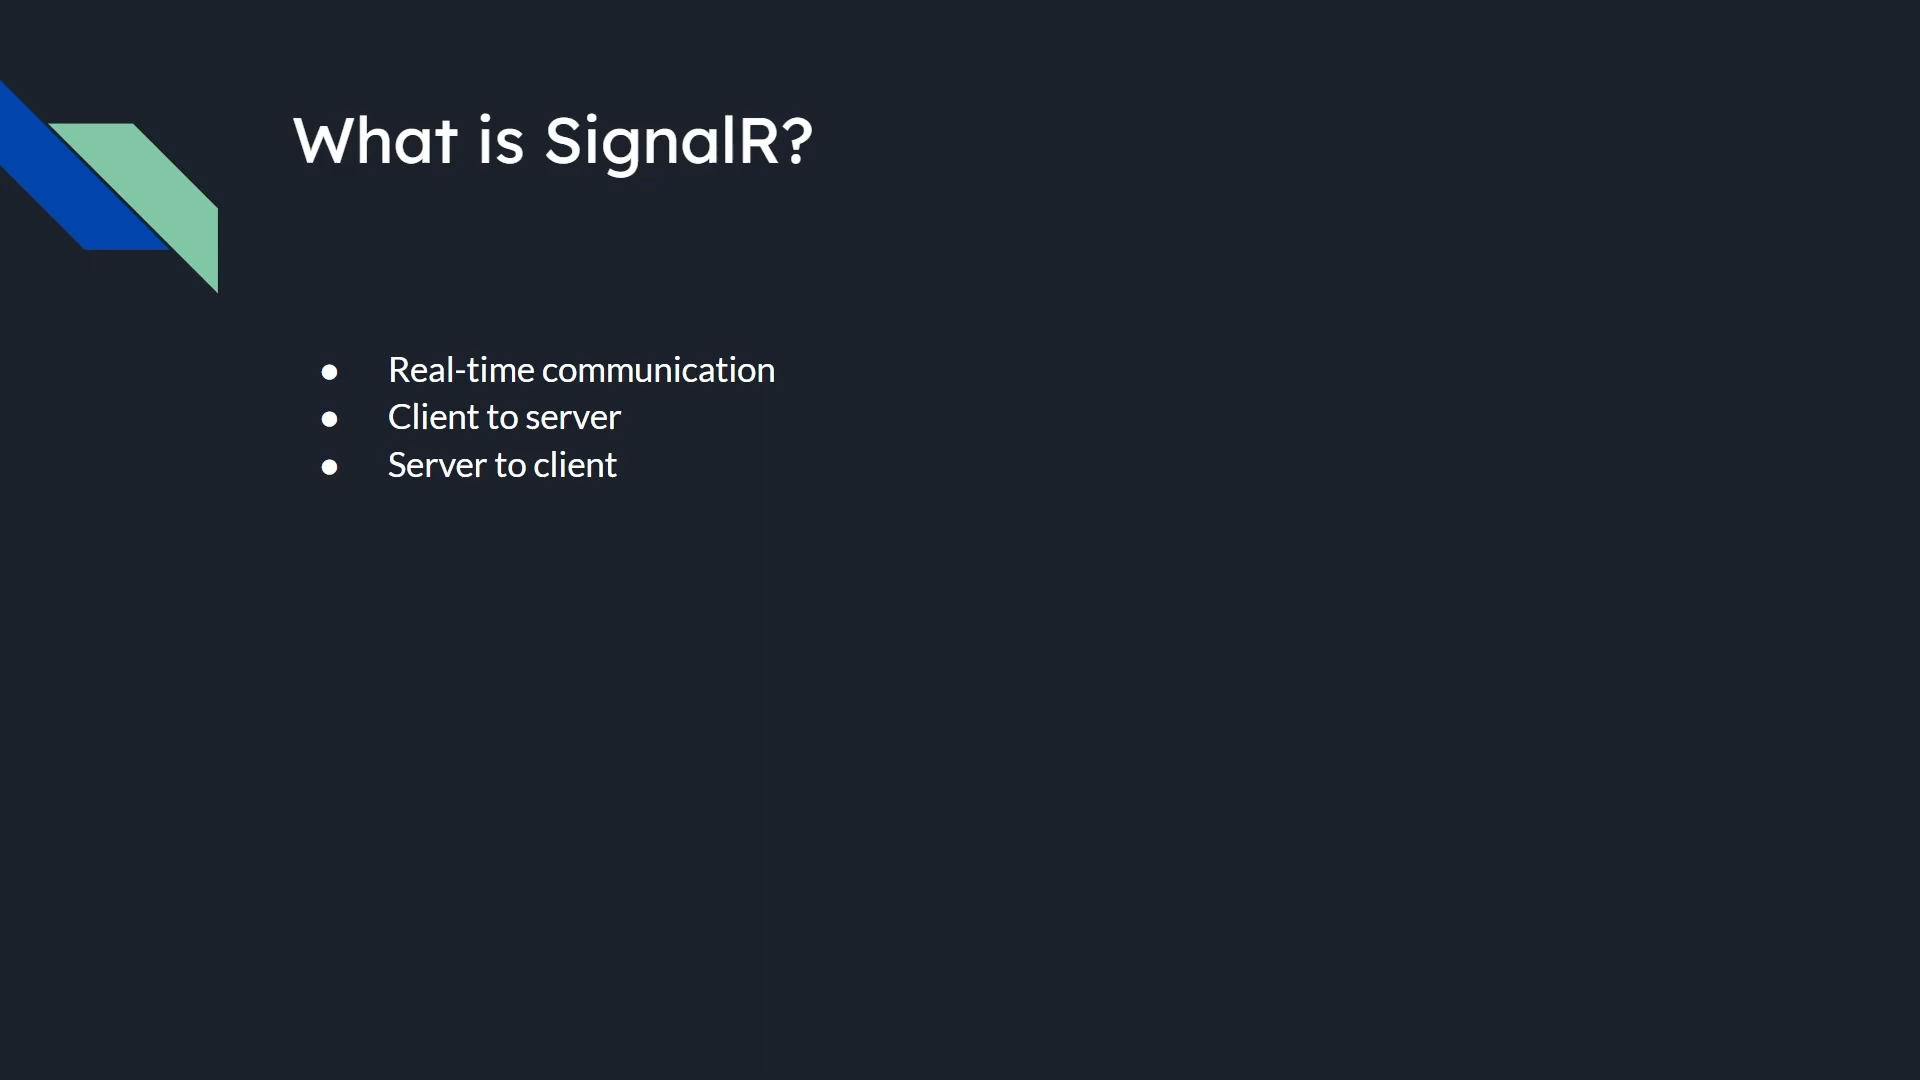 What is SignalR?
● Real-time communication
● Client to server
● Server to client